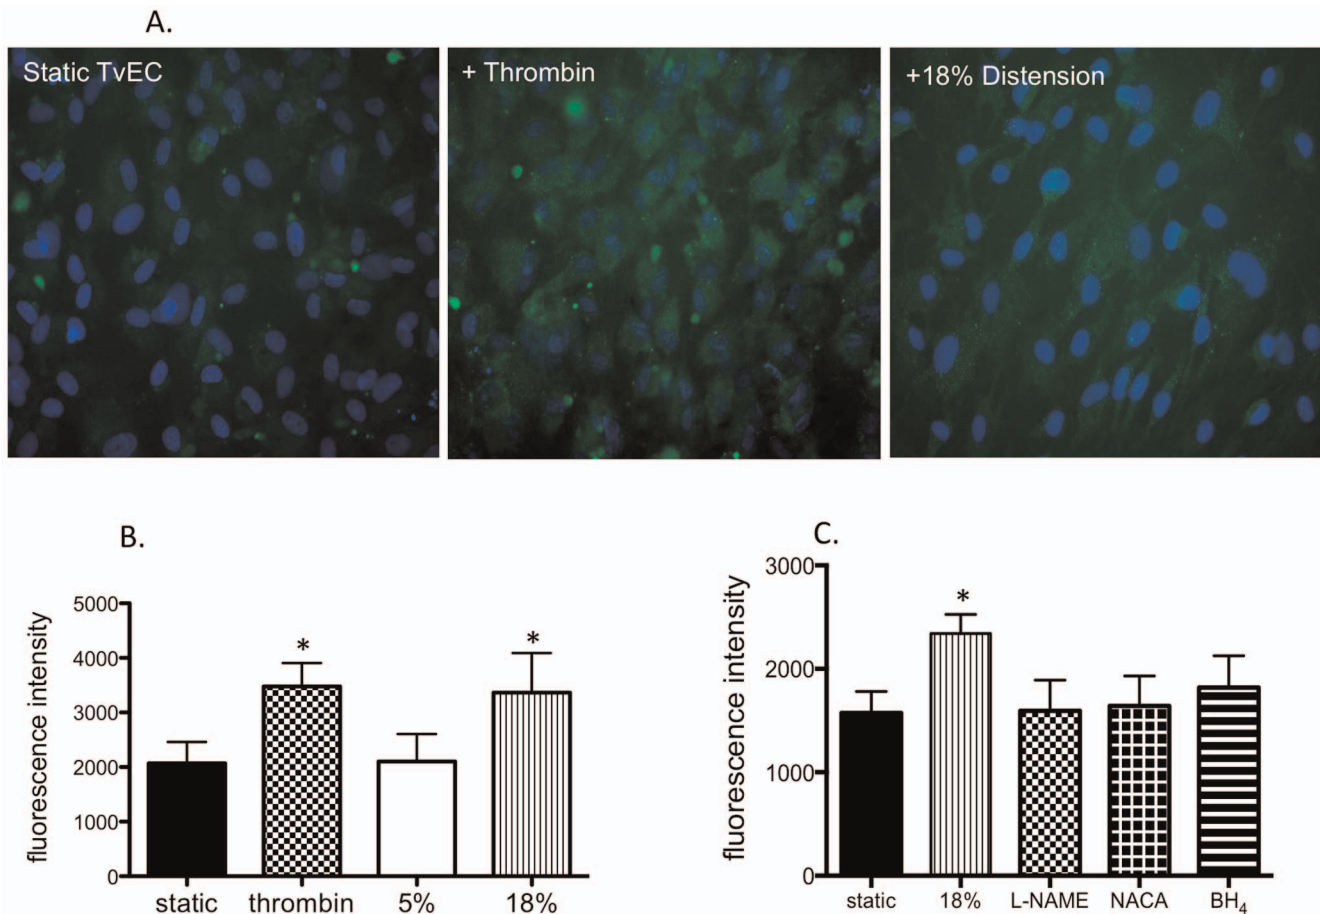 A.
Static TvEC
+ Thrombin
+18% Distension
B.
fluorescence intensity
5000
4000
3000
2000
1000
0
*
*
static
thrombin
5%
18%
C.
fluorescence intensity
3000
2000
1000
0
*
static
18%
L-NAME
NACA
BH₄